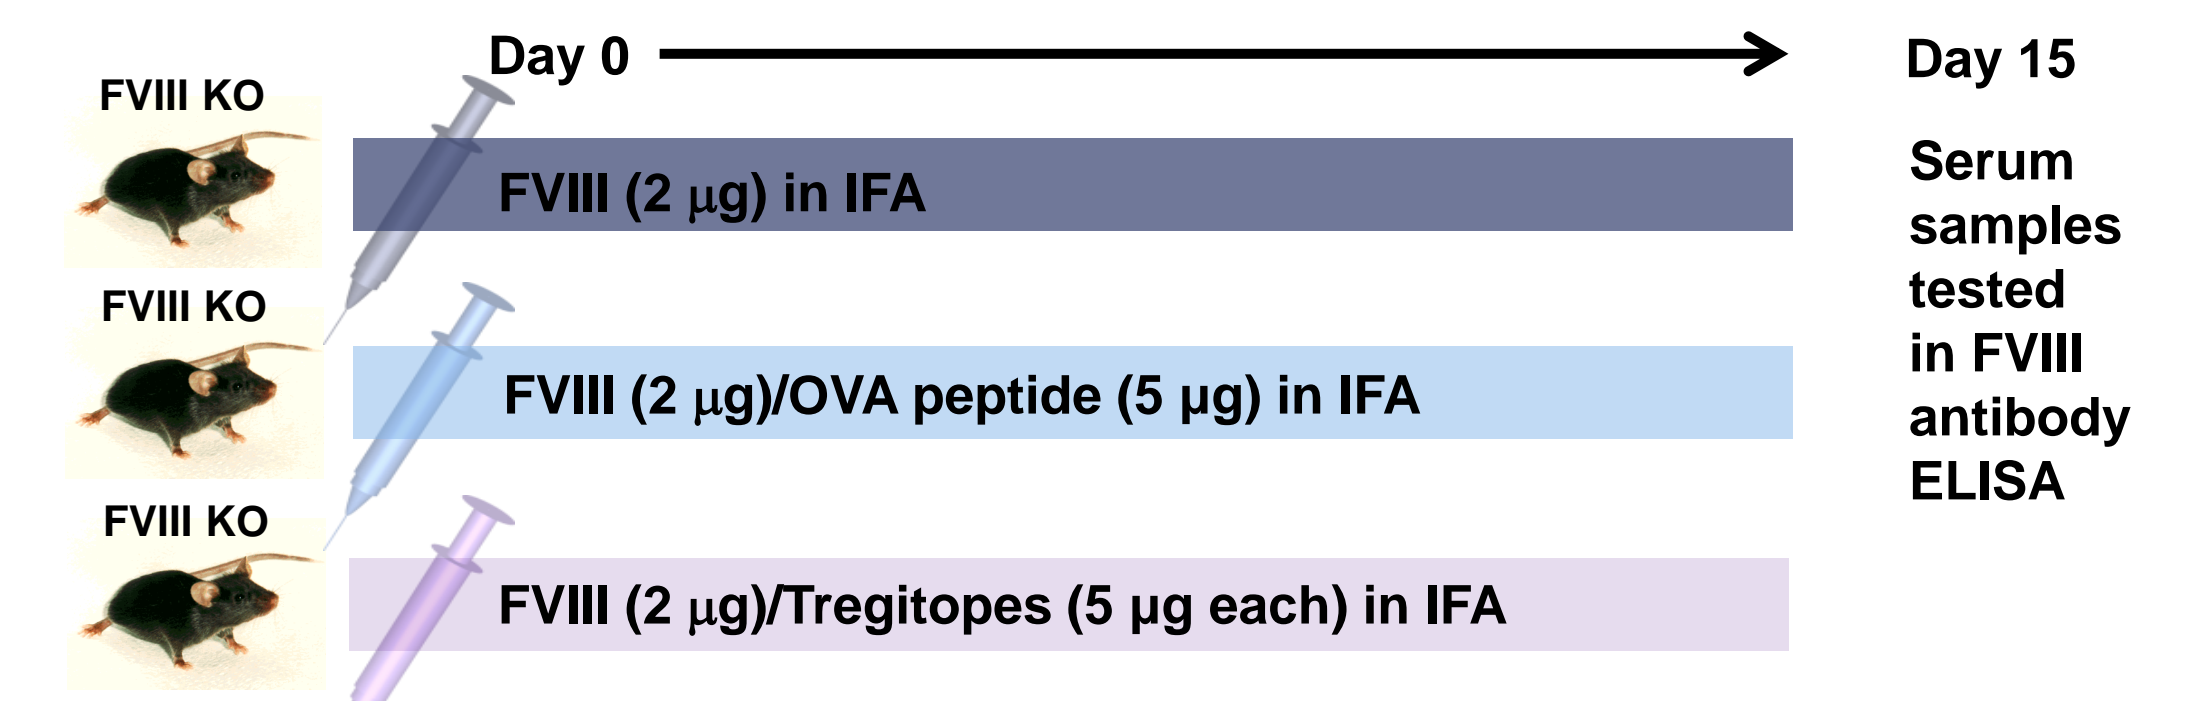 Day 0
Day 15
FVIII KO
FVIII (2 μg) in IFA
FVIII KO
FVIII (2 μg)/OVA peptide (5 µg) in IFA
FVIII KO
FVIII (2 μg)/Tregitopes (5 µg each) in IFA
Serum
samples
tested
in FVIII
antibody
ELISA